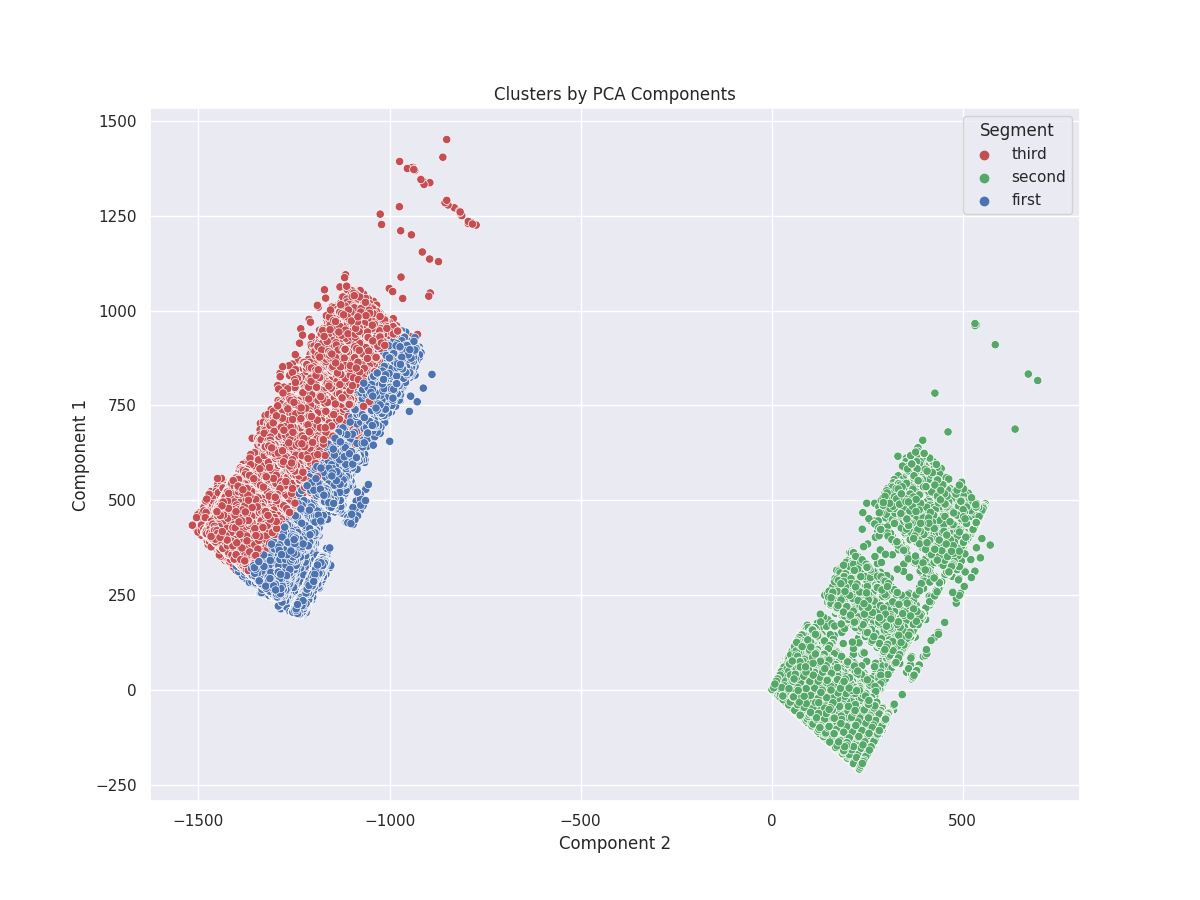 Clusters by PCA Components
Segment
third
second
first
1500
1250
1000
750
500
250
0
−250
Component 1
−1500
−1000
−500
0
500
Component 2